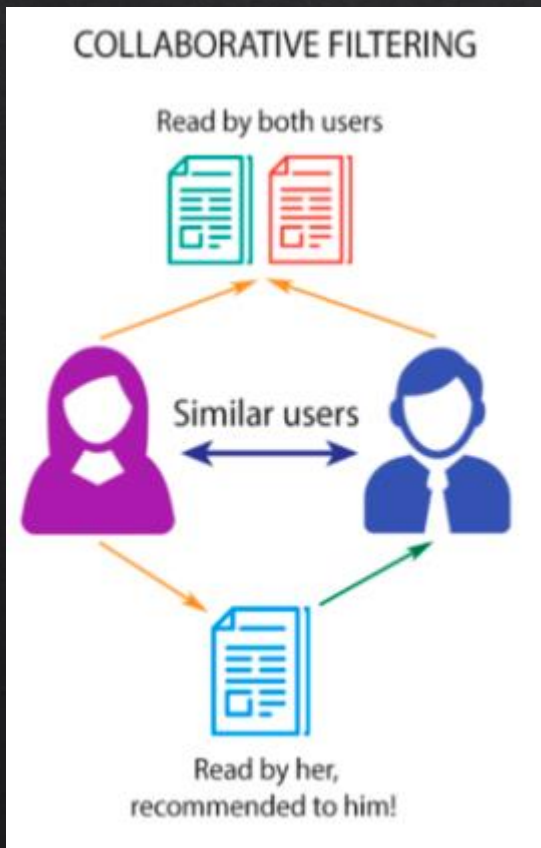 COLLABORATIVE FILTERING
Read by both users
Similar users
Read by her,
recommended to him!